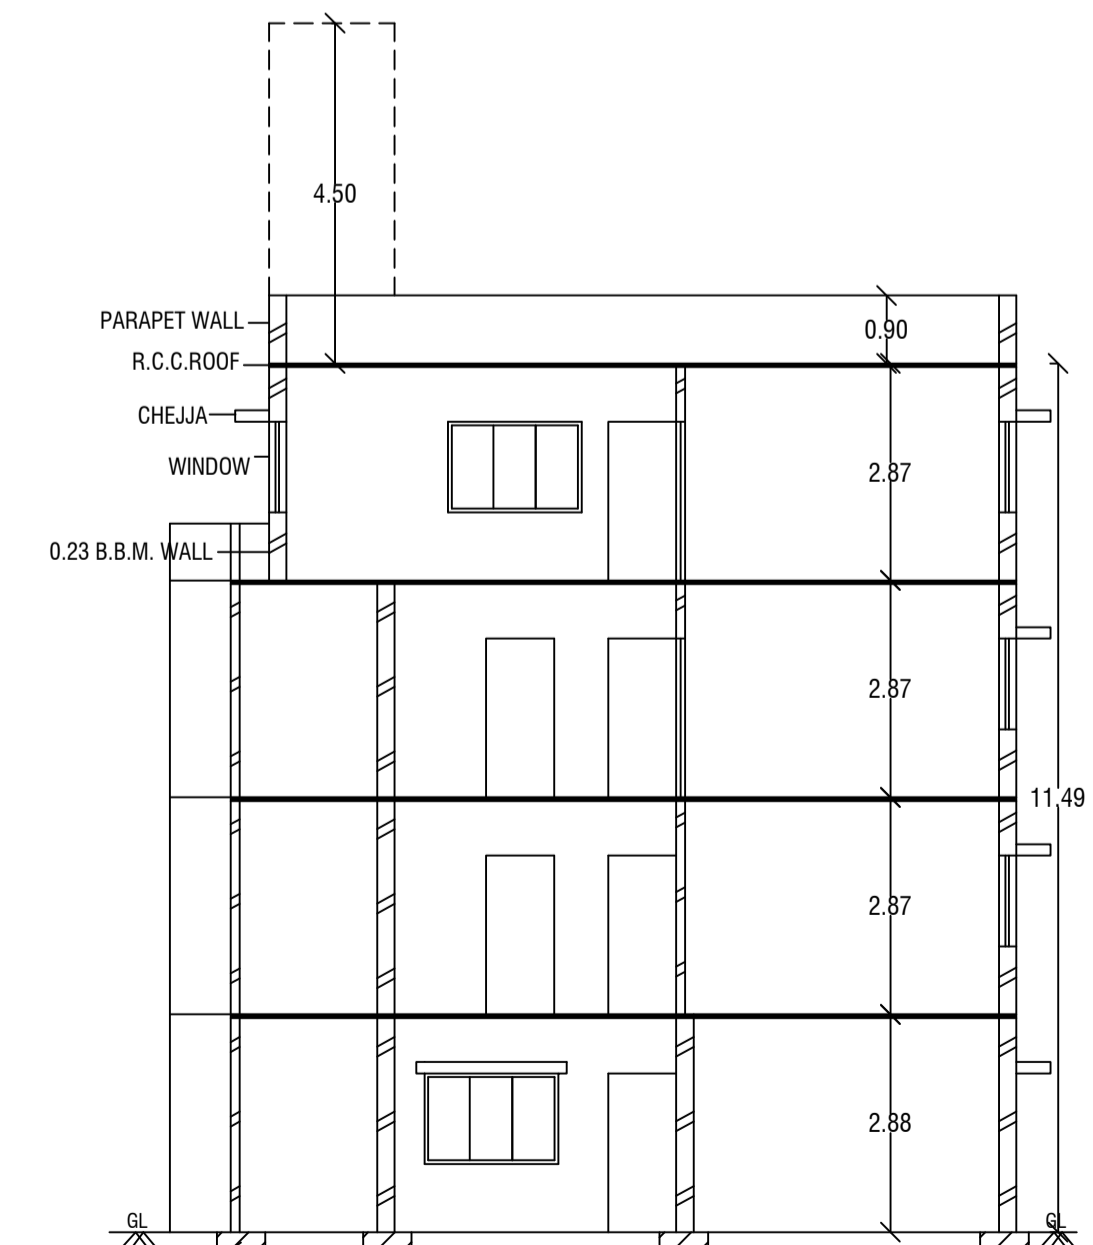 4.50
PARAPET WALL
0.90
R.C.C.ROOF
CHEJJA
WINDOW
2.87
0.23 B.B.M. WALL
2.87
11.49
2.87
2.88
GL
GL